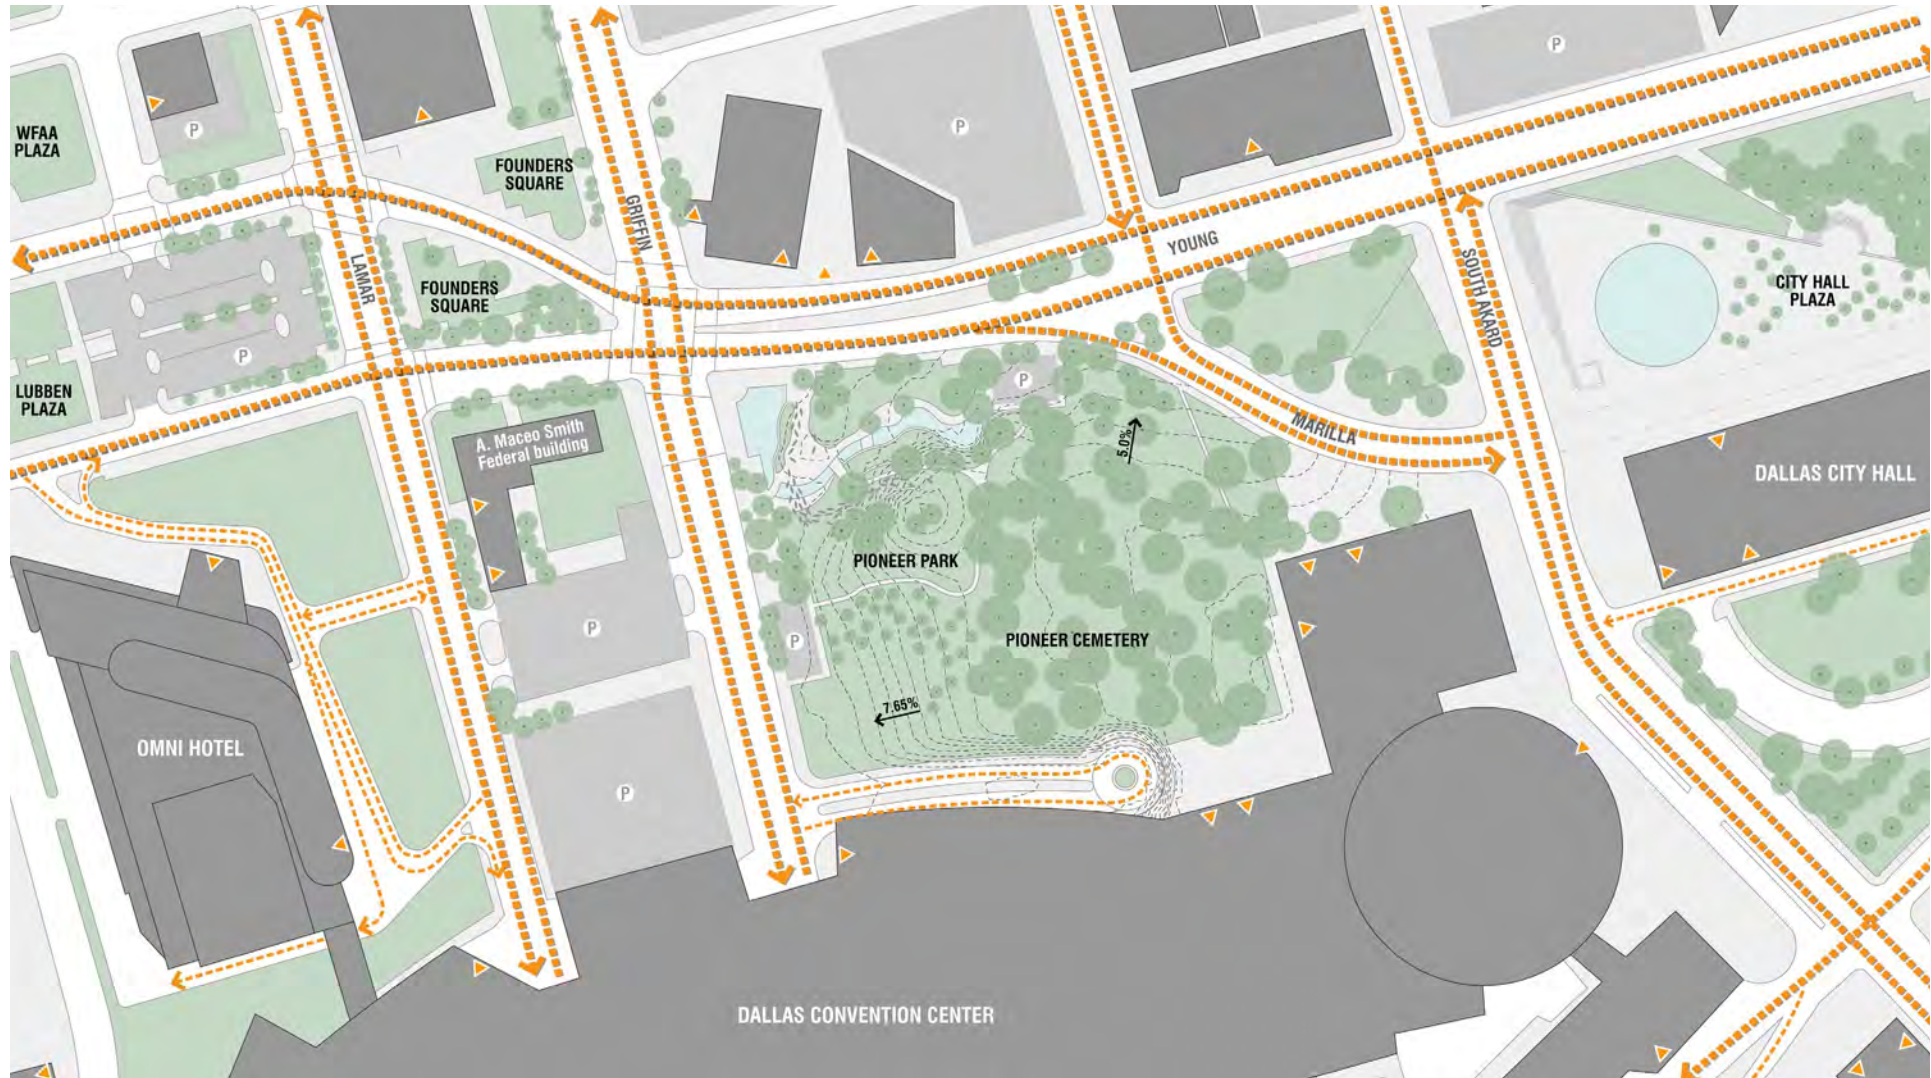 P
P
WFAA
PLAZA
P
P
FOUNDERS
SQUARE
GRIFFIN
YOUNG
SOUTH AKARD
LAMAR
FOUNDERS
SQUARE
CITY HALL
PLAZA
P
P
LUBBEN
PLAZA
MARILLA
A. Maceo Smith
Federal building
5.0%
DALLAS CITY HALL
PIONEER PARK
P
P
PIONEER CEMETERY
7.65%
OMNI HOTEL
P
DALLAS CONVENTION CENTER